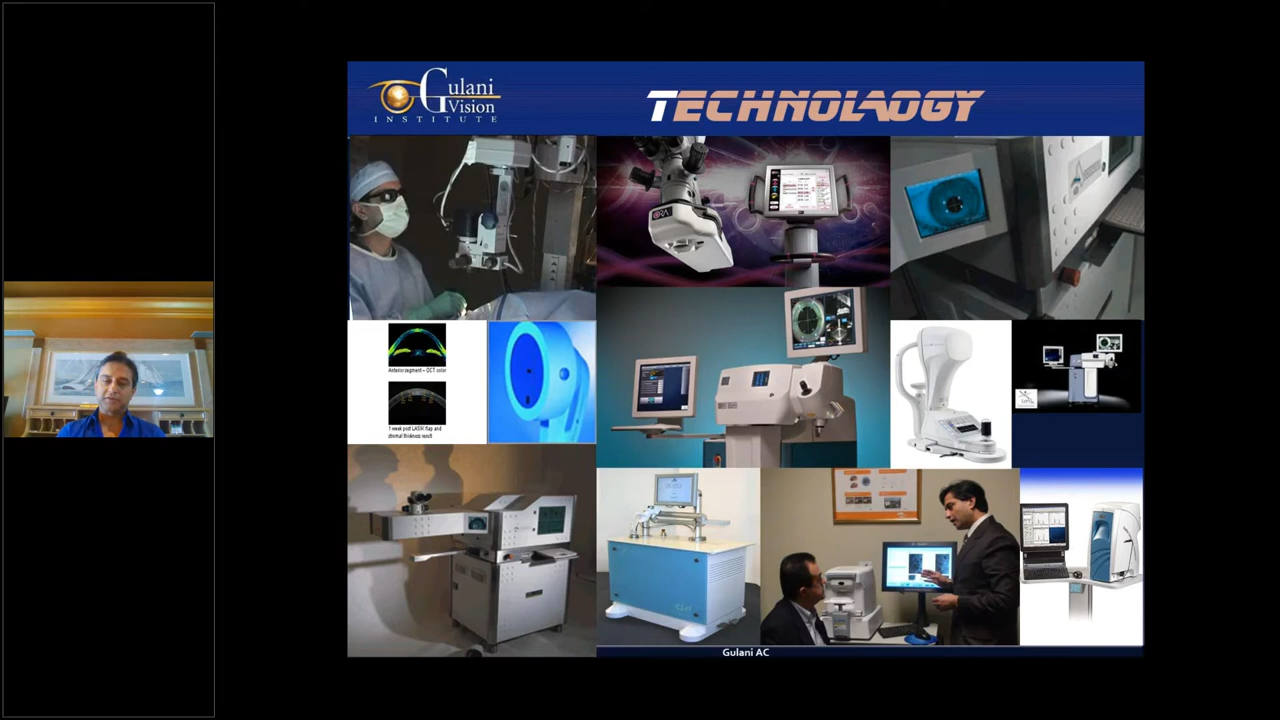 Gulani
Vision
INSTITUTE
TECHNOLAOGY
ORA
Anterior segment - OCT color
1 week post LASIK flap and
stromal thickness result
Gulani AC